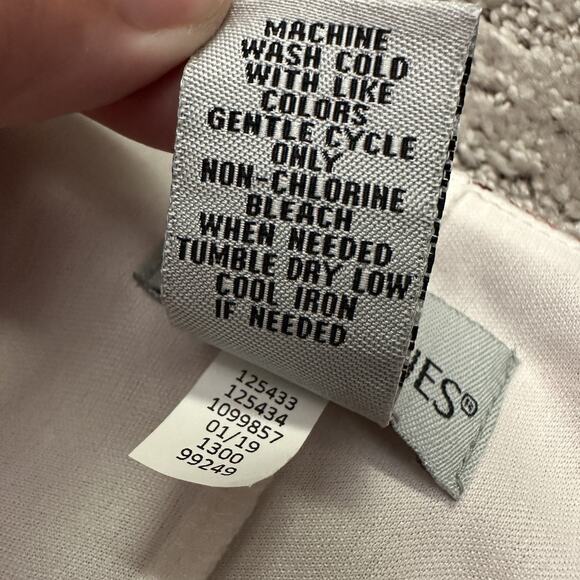 MACHINE
WASH COLD
WITH LIKE
COLORS
GENTLE CYCLE
ONLY
NON-CHLORINE
BLEACH
WHEN NEEDED
TUMBLE DRY LOW
COOL IRON
IF NEEDED
125433
125434
1099857
01/19
1300
99249